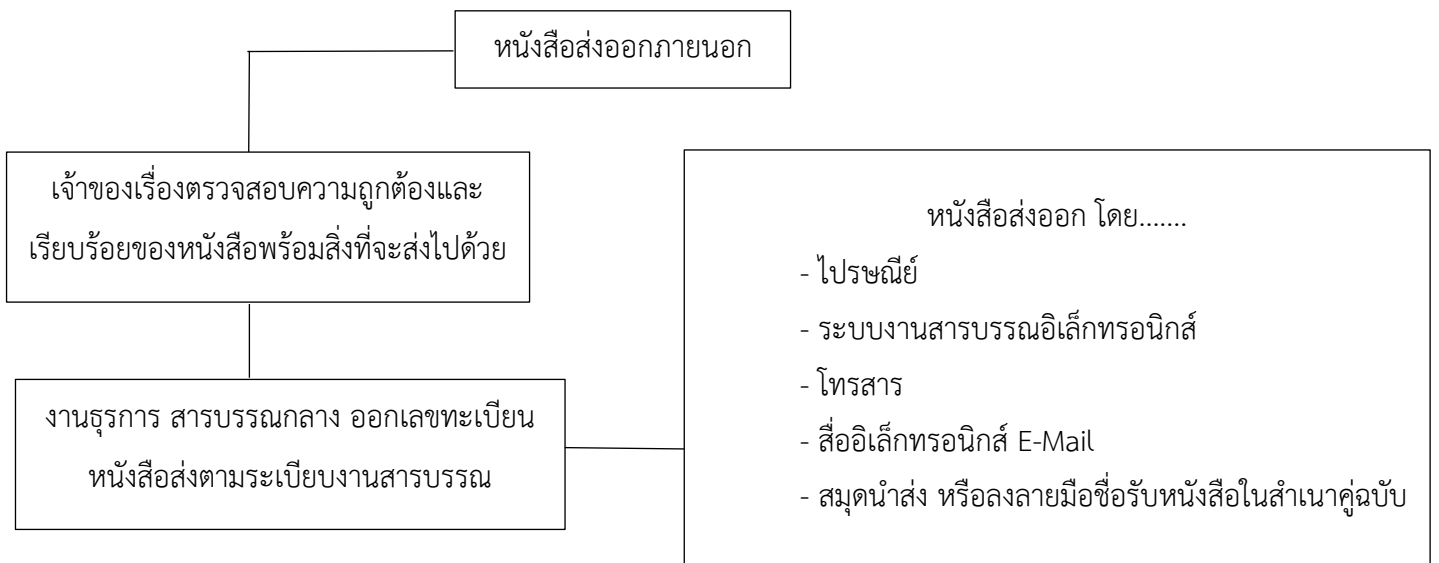 หนังสือส่งออกภายนอก
เจ้าของเรื่องตรวจสอบความถูกต้องและ
เรียบร้อยของหนังสือพร้อมสิ่งที่จะส่งไปด้วย
งานธุรการ สารบรรณกลาง ออกเลขทะเบียน
หนังสือส่งตามระเบียบงานสารบรรณ
หนังสือส่งออก โดย.......
- ไปรษณีย์
- ระบบงานสารบรรณอิเล็กทรอนิกส์
- โทรสาร
- สื่ออิเล็กทรอนิกส์ E-Mail
- สมุดนำส่ง หรือลงลายมือชื่อรับหนังสือในสำเนาคู่ฉบับ